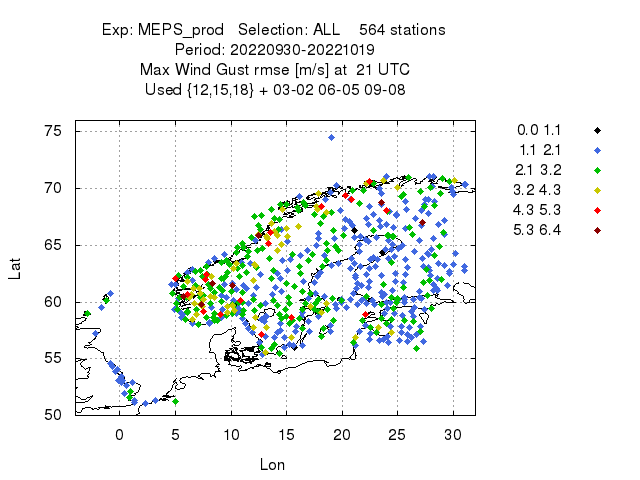 Exp: MEPS_prod   Selection: ALL    564 stations
Period: 20220930-20221019
Max Wind Gust rmse [m/s] at  21 UTC
Used {12,15,18} + 03-02 06-05 09-08
75
70
65
60
55
50
Lat
0 5 10 15 20 25 30
Lon
0.0 1.1
1.1 2.1
2.1 3.2
3.2 4.3
4.3 5.3
5.3 6.4